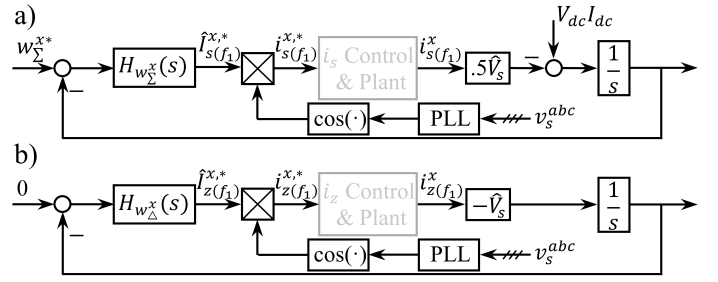 a)
V_{dc}I_{dc}
w_Σ^{x*}
−
H_{w_Σ^x}(s)
Î_{s(f_1)}^{x,*}
i_{s(f_1)}^{x,*}
i_s Control
& Plant
i_{s(f_1)}^x
.5V̂_s
−
1
s
cos(·)
PLL
v_s^{abc}
b)
0
−
H_{w_△^x}(s)
Î_{z(f_1)}^{x,*}
i_{z(f_1)}^{x,*}
i_z Control
& Plant
i_{z(f_1)}^x
−V̂_s
1
s
cos(·)
PLL
v_s^{abc}